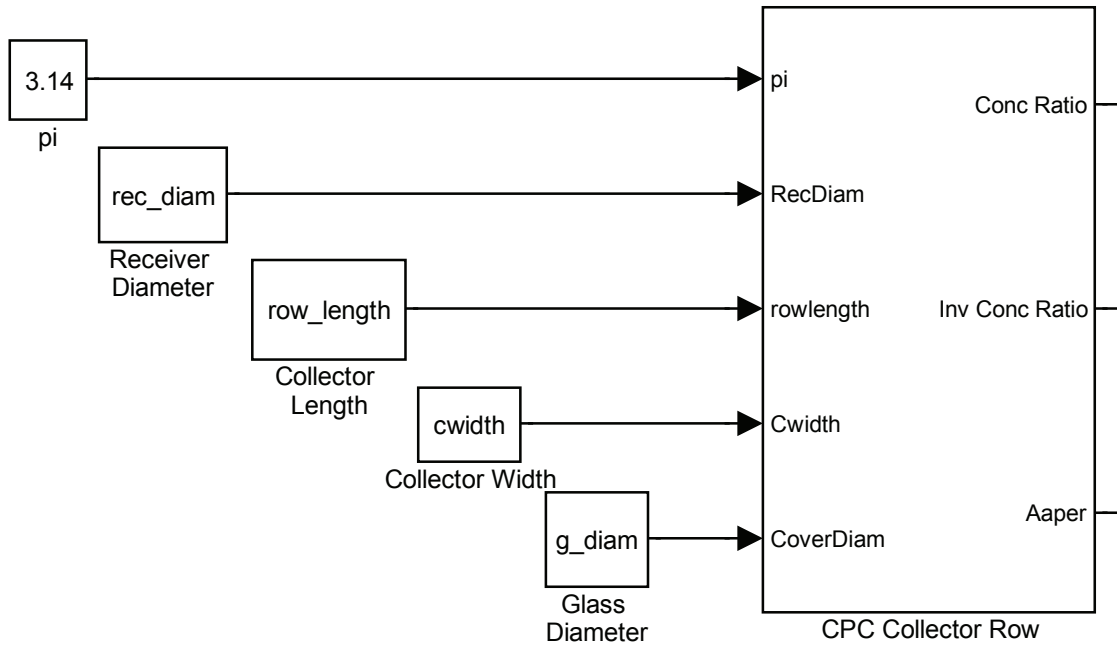 3.14
pi
rec_diam
Receiver
Diameter
row_length
Collector
Length
cwidth
Collector Width
g_diam
Glass
Diameter
pi
RecDiam
rowlength
Cwidth
CoverDiam
Conc Ratio
Inv Conc Ratio
Aaper
CPC Collector Row